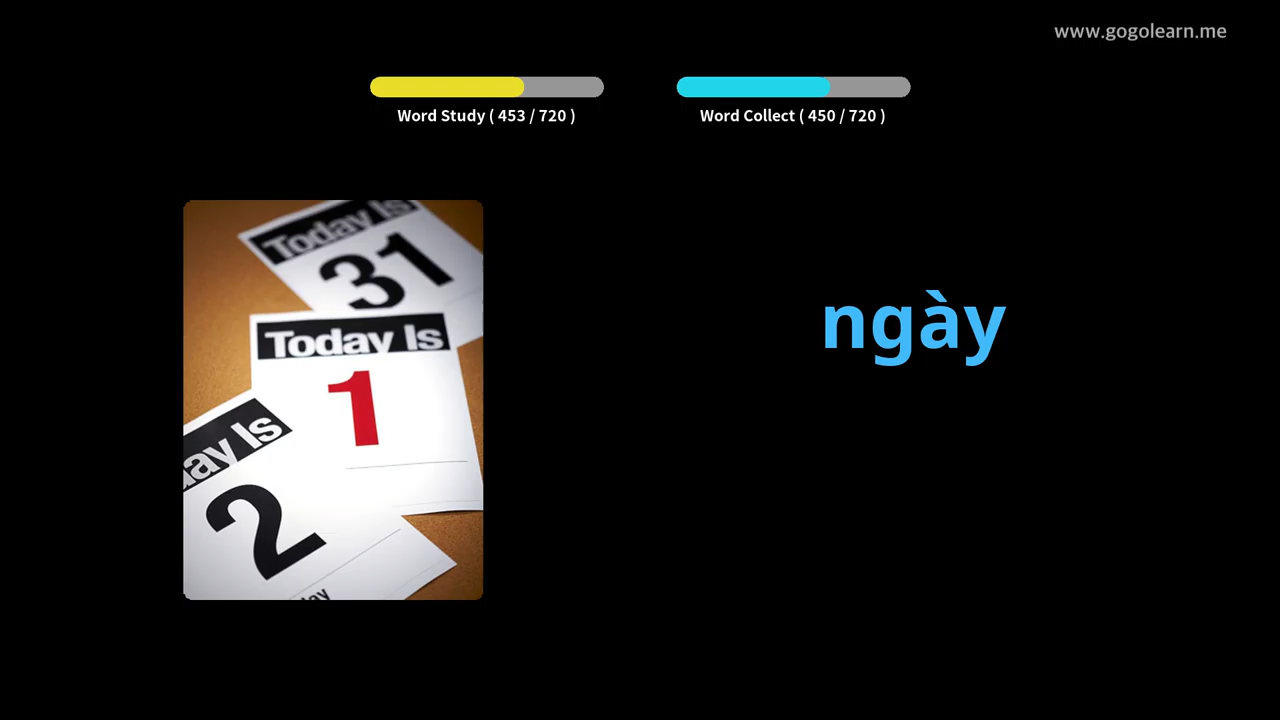 www.gogolearn.me
Word Study ( 453 / 720 )
Word Collect ( 450 / 720 )
Today Is
31
Today Is
1
ay Is
2
ngày